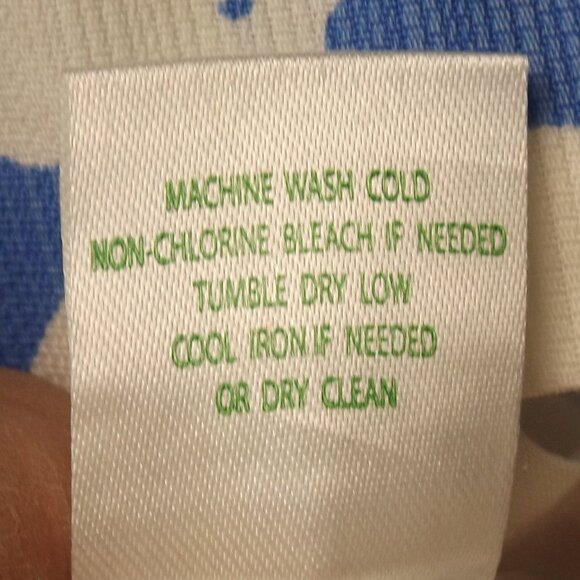 MACHINE WASH COLD
NON-CHLORINE BLEACH IF NEEDED
TUMBLE DRY LOW
COOL IRON IF NEEDED
OR DRY CLEAN